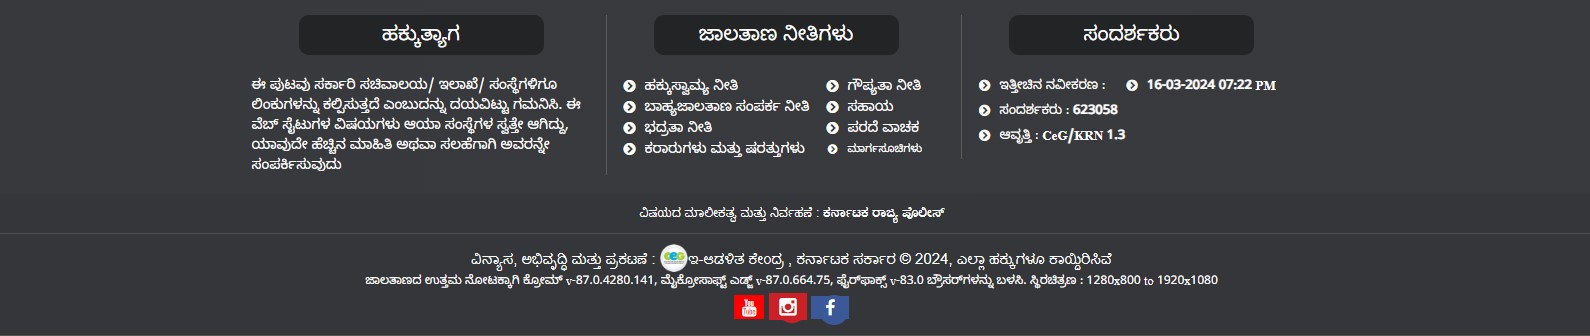 ಹಕ್ಕುತ್ಯಾಗ
ಈ ಪುಟವು ಸರ್ಕಾರಿ ಸಚಿವಾಲಯ/ ಇಲಾಖೆ/ ಸಂಸ್ಥೆಗಳಿಗೂ
ಲಿಂಕುಗಳನ್ನು ಕಲ್ಪಿಸುತ್ತದೆ ಎಂಬುದನ್ನು ದಯವಿಟ್ಟು ಗಮನಿಸಿ. ಈ
ವೆಬ್ ಸೈಟುಗಳ ವಿಷಯಗಳು ಆಯಾ ಸಂಸ್ಥೆಗಳ ಸ್ವತ್ತೇ ಆಗಿದ್ದು,
ಯಾವುದೇ ಹೆಚ್ಚಿನ ಮಾಹಿತಿ ಅಥವಾ ಸಲಹೆಗಾಗಿ ಅವರನ್ನೇ
ಸಂಪರ್ಕಿಸುವುದು
ಜಾಲತಾಣ ನೀತಿಗಳು
ಹಕ್ಕುಸ್ವಾಮ್ಯ ನೀತಿ
ಬಾಹ್ಯಜಾಲತಾಣ ಸಂಪರ್ಕ ನೀತಿ
ಭದ್ರತಾ ನೀತಿ
ಕರಾರುಗಳು ಮತ್ತು ಷರತ್ತುಗಳು
ಗೌಪ್ಯತಾ ನೀತಿ
ಸಹಾಯ
ಪರದೆ ವಾಚಕ
ಮಾರ್ಗಸೂಚಿಗಳು
ಸಂದರ್ಶಕರು
ಇತ್ತೀಚಿನ ನವೀಕರಣ : 16-03-2024 07:22 PM
ಸಂದರ್ಶಕರು : 623058
ಆವೃತ್ತಿ : CeG/KRN 1.3
ವಿಷಯದ ಮಾಲೀಕತ್ವ ಮತ್ತು ನಿರ್ವಹಣೆ : ಕರ್ನಾಟಕ ರಾಜ್ಯ ಪೊಲೀಸ್
ವಿನ್ಯಾಸ, ಅಭಿವೃದ್ಧಿ ಮತ್ತು ಪ್ರಕಟಣೆ : CeG ಇ-ಆಡಳಿತ ಕೇಂದ್ರ , ಕರ್ನಾಟಕ ಸರ್ಕಾರ © 2024, ಎಲ್ಲಾ ಹಕ್ಕುಗಳೂ ಕಾಯ್ದಿರಿಸಿವೆ
ಜಾಲತಾಣದ ಉತ್ತಮ ನೋಟಕ್ಕಾಗಿ ಕ್ರೋಮ್ v-87.0.4280.141, ಮೈಕ್ರೋಸಾಫ್ಟ್ ಎಡ್ಜ್ v-87.0.664.75, ಫೈರ್‌ಫಾಕ್ಸ್ v-83.0 ಬ್ರೌಸರ್‌ಗಳನ್ನು ಬಳಸಿ. ಸ್ಥಿರಚಿತ್ರಣ : 1280x800 to 1920x1080
You Tube f